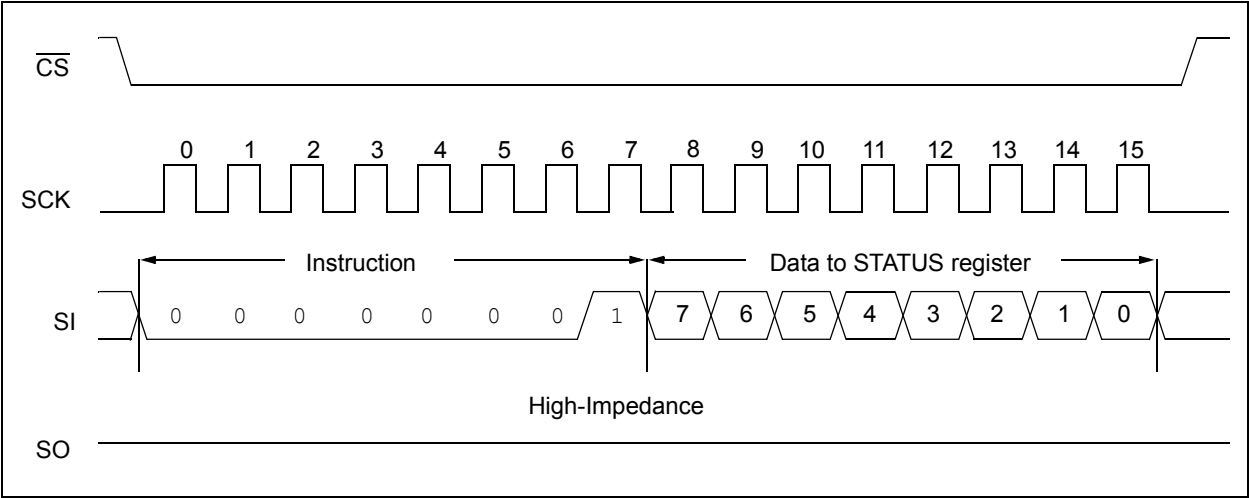 CS
0 1 2 3 4 5 6 7 8 9 10 11 12 13 14 15
SCK
Instruction Data to STATUS register
SI 0 0 0 0 0 0 0 1 7 6 5 4 3 2 1 0
High-Impedance
SO